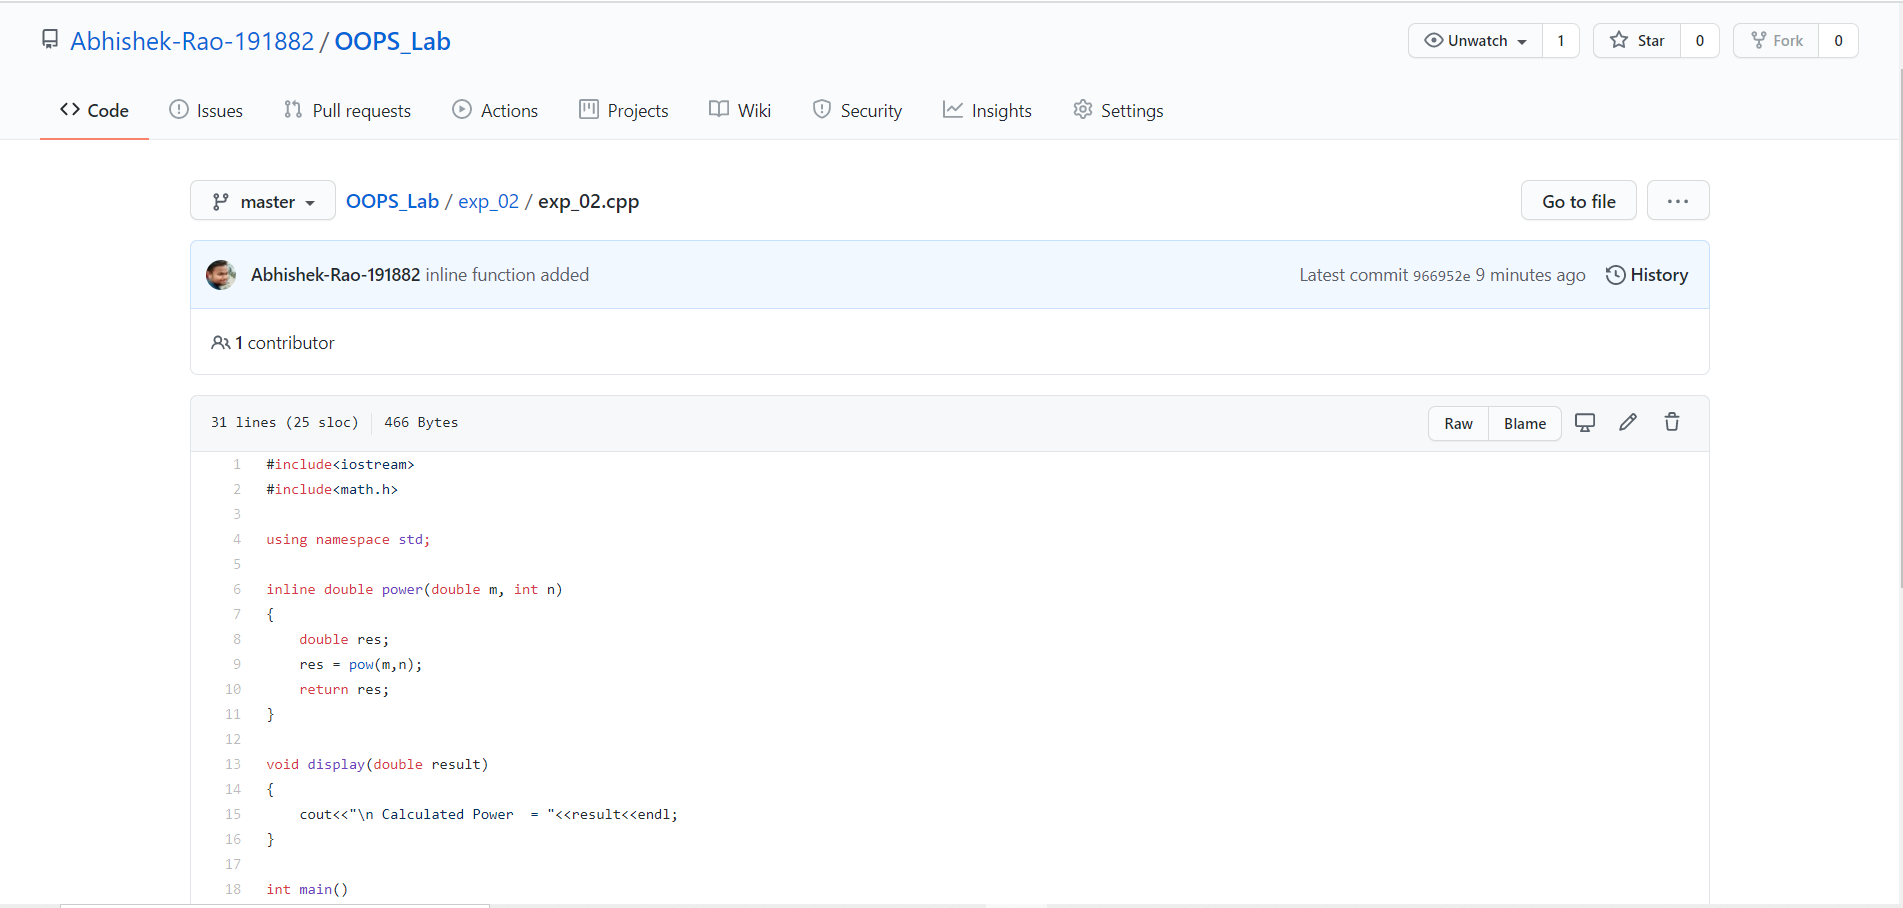 Abhishek-Rao-191882 / OOPS_Lab
Unwatch 1 Star 0 Fork 0
Code Issues Pull requests Actions Projects Wiki Security Insights Settings
master OOPS_Lab / exp_02 / exp_02.cpp Go to file ...
Abhishek-Rao-191882 inline function added Latest commit 966952e 9 minutes ago History
1 contributor
31 lines (25 sloc) 466 Bytes Raw Blame
1 #include<iostream>
2 #include<math.h>
3
4 using namespace std;
5
6 inline double power(double m, int n)
7 {
8     double res;
9     res = pow(m,n);
10     return res;
11 }
12
13 void display(double result)
14 {
15     cout<<"\n Calculated Power  = "<<result<<endl;
16 }
17
18 int main()